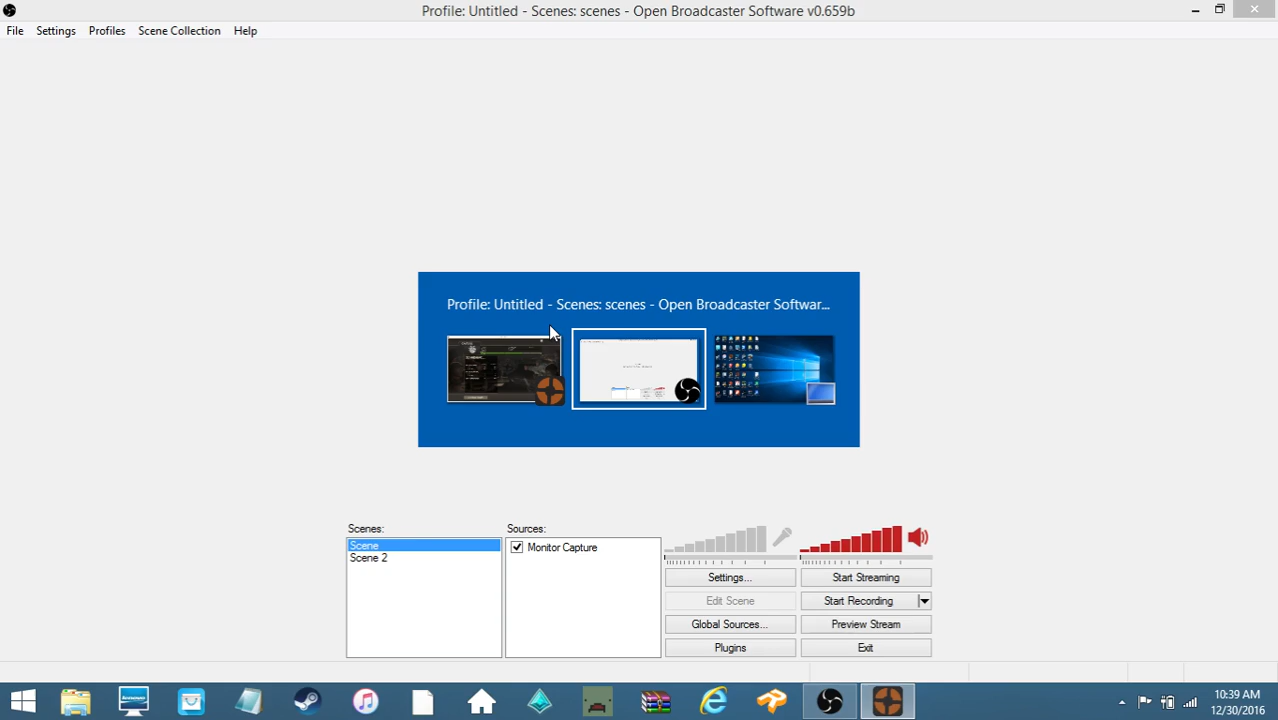 Profile: Untitled - Scenes: scenes - Open Broadcaster Software v0.659b
File Settings Profiles Scene Collection Help
Profile: Untitled - Scenes: scenes - Open Broadcaster Softwar...
Scenes:
Scene
Scene 2
Sources:
Monitor Capture
Settings...
Start Streaming
Edit Scene
Start Recording
Global Sources...
Preview Stream
Plugins
Exit
10:39 AM
12/30/2016